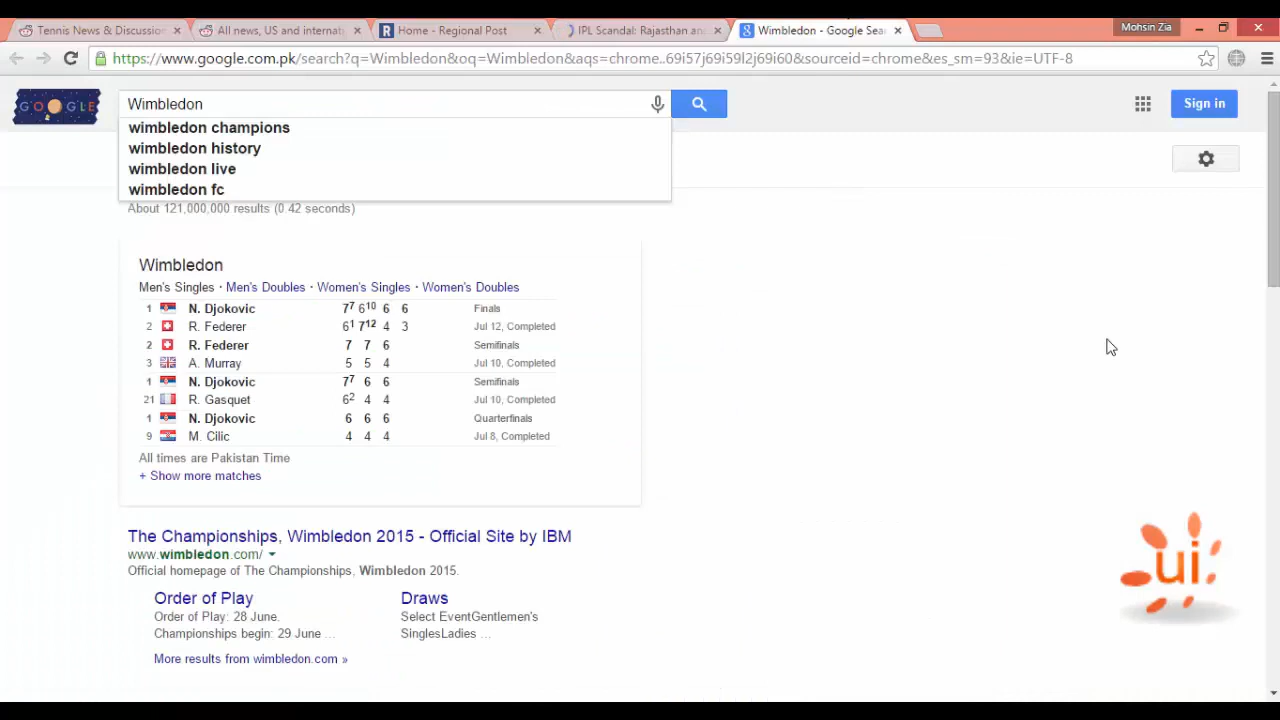 Tennis News & Discussion
All news, US and internat
Home - Regional Post
IPL Scandal: Rajasthan an
Wimbledon - Google Sea
Mohsin Zia
https://www.google.com.pk/search?q=Wimbledon&oq=Wimbledon&aqs=chrome..69i57j69i59l2j69i60&sourceid=chrome&es_sm=93&ie=UTF-8
GOOGLE
Wimbledon
Sign in
wimbledon champions
wimbledon history
wimbledon live
wimbledon fc
About 121,000,000 results (0.42 seconds)
Wimbledon
Men's Singles · Men's Doubles · Women's Singles · Women's Doubles
1 N. Djokovic 7⁷ 6¹⁰ 6 6 Finals
2 R. Federer 6¹ 7¹² 4 3 Jul 12, Completed
2 R. Federer 7 7 6 Semifinals
3 A. Murray 5 5 4 Jul 10, Completed
1 N. Djokovic 7⁷ 6 6 Semifinals
21 R. Gasquet 6² 4 4 Jul 10, Completed
1 N. Djokovic 6 6 6 Quarterfinals
9 M. Cilic 4 4 4 Jul 8, Completed
All times are Pakistan Time
+ Show more matches
The Championships, Wimbledon 2015 - Official Site by IBM
www.wimbledon.com/
Official homepage of The Championships, Wimbledon 2015.
Order of Play
Order of Play: 28 June.
Championships begin: 29 June ...
Draws
Select EventGentlemen's
SinglesLadies ...
More results from wimbledon.com »
ui